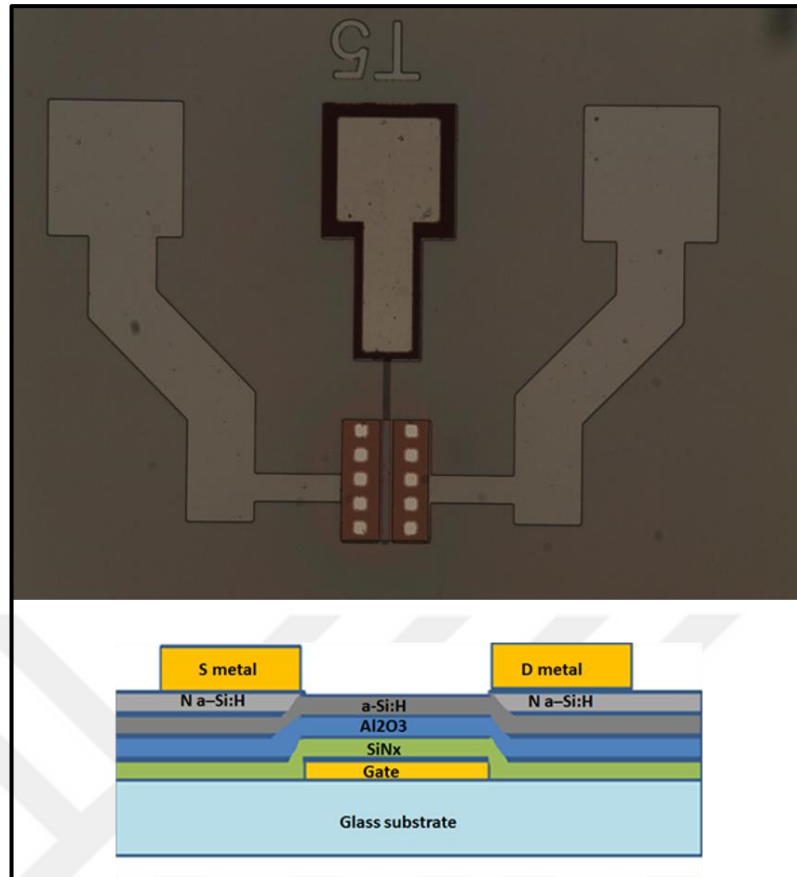 T5
S metal
D metal
N a–Si:H
a-Si:H
N a–Si:H
Al2O3
SiNx
Gate
Glass substrate